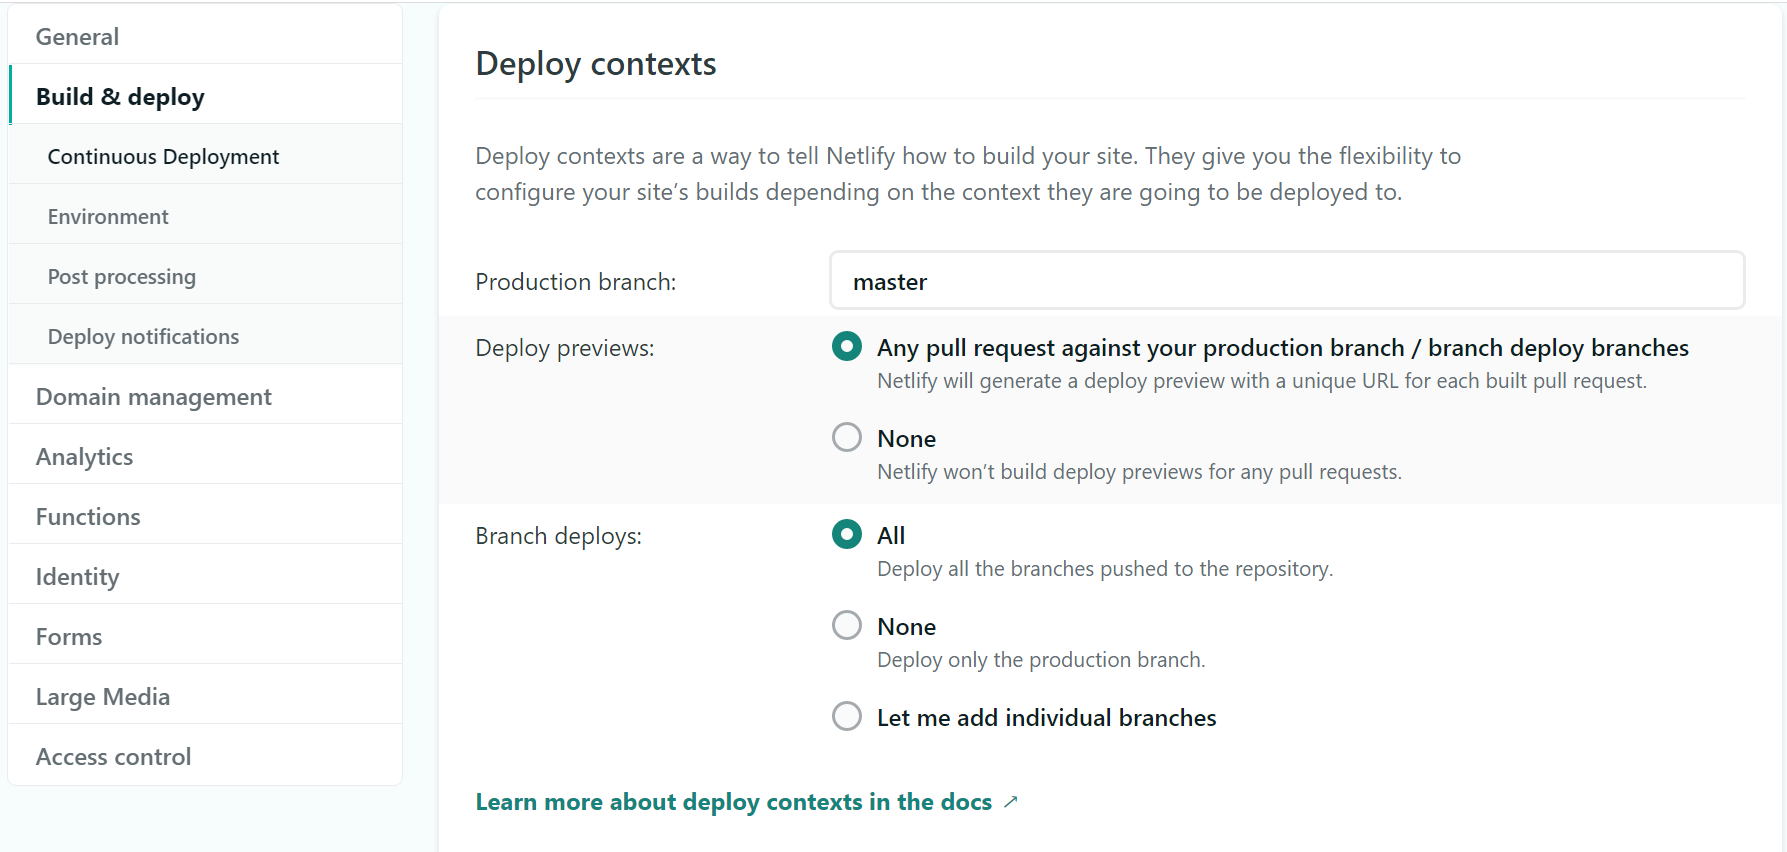 General
Build & deploy
Continuous Deployment
Environment
Post processing
Deploy notifications
Domain management
Analytics
Functions
Identity
Forms
Large Media
Access control
Deploy contexts
Deploy contexts are a way to tell Netlify how to build your site. They give you the flexibility to
configure your site’s builds depending on the context they are going to be deployed to.
Production branch:
master
Deploy previews:
Any pull request against your production branch / branch deploy branches
Netlify will generate a deploy preview with a unique URL for each built pull request.
None
Netlify won’t build deploy previews for any pull requests.
Branch deploys:
All
Deploy all the branches pushed to the repository.
None
Deploy only the production branch.
Let me add individual branches
Learn more about deploy contexts in the docs ↗